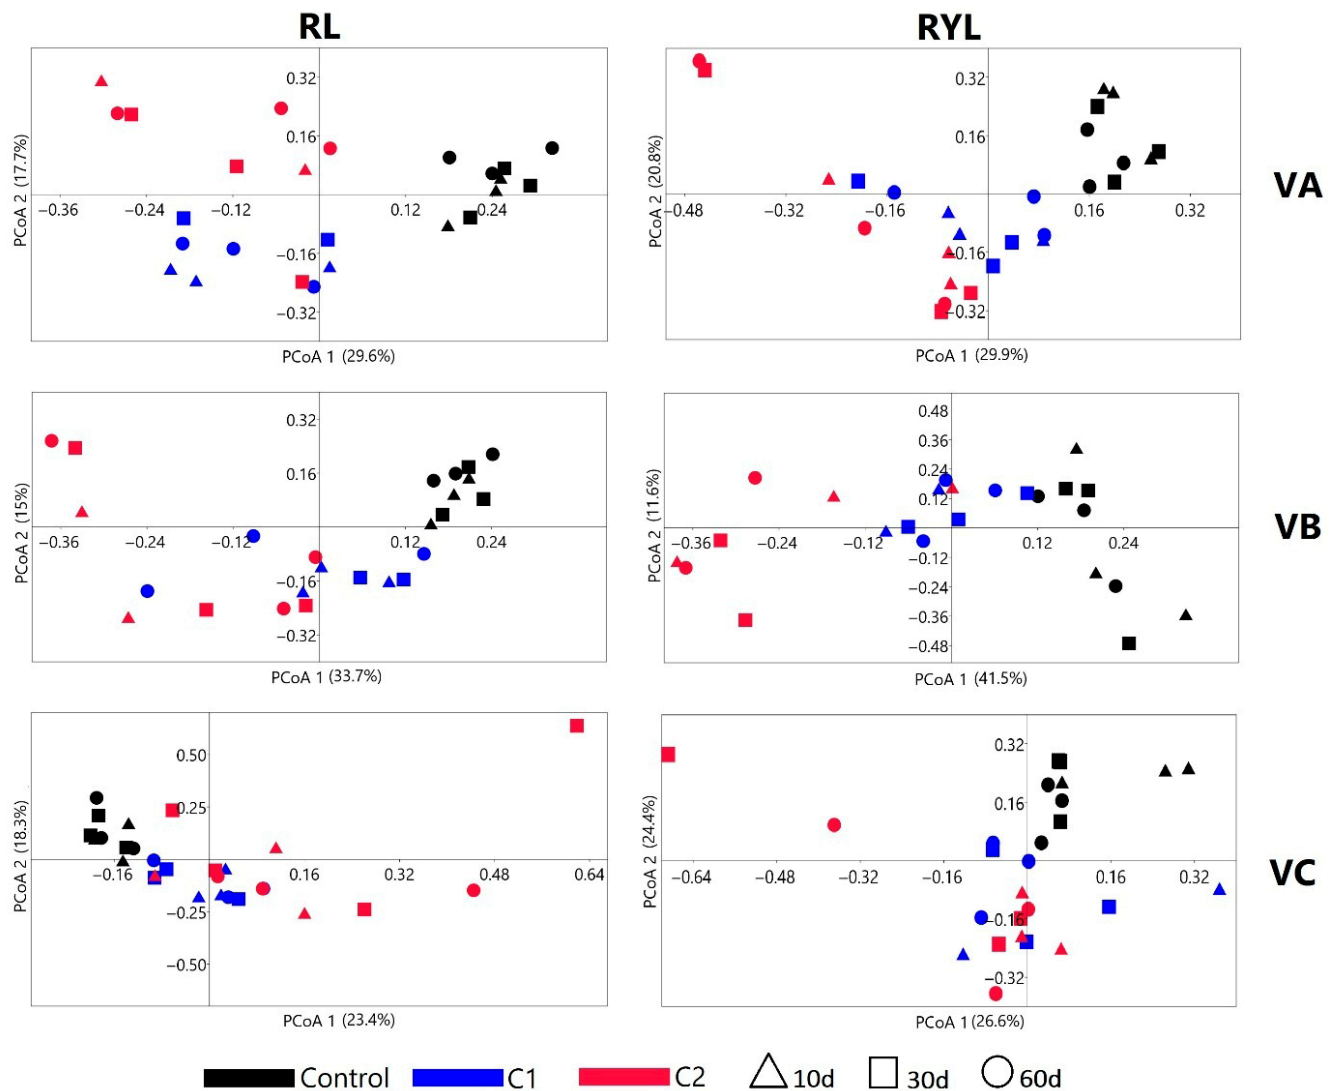 RL RYL
0.32
0.16
−0.36 −0.24 −0.12 0.12 0.24
−0.16
−0.32
PCoA 2 (17.7%)
PCoA 1 (29.6%)
0.32
0.16
−0.48 −0.32 −0.16 0.16 0.32
−0.16
−0.32
PCoA 2 (20.8%)
PCoA 1 (29.9%)
VA
0.32
0.16
−0.36 −0.24 −0.12 0.12 0.24
−0.16
−0.32
PCoA 2 (15%)
PCoA 1 (33.7%)
0.48
0.36
0.24
0.12
−0.36 −0.24 −0.12 0.12 0.24
−0.12
−0.24
−0.36
−0.48
PCoA 2 (11.6%)
PCoA 1 (41.5%)
VB
0.50
0.25
−0.16 0.16 0.32 0.48 0.64
−0.25
−0.50
PCoA 2 (18.3%)
PCoA 1 (23.4%)
0.32
0.16
−0.64 −0.48 −0.32 −0.16 0.16 0.32
−0.16
−0.32
PCoA 2 (24.4%)
PCoA 1 (26.6%)
VC
Control C1 C2 10d 30d 60d